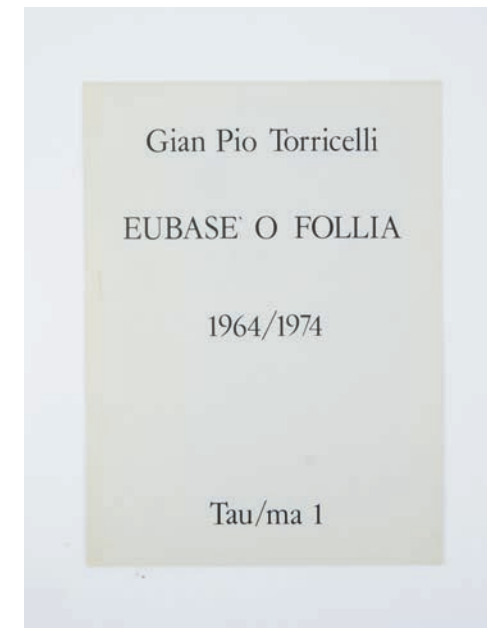 Gian Pio Torricelli
EUBASE' O FOLLIA
1964/1974
Tau/ma 1